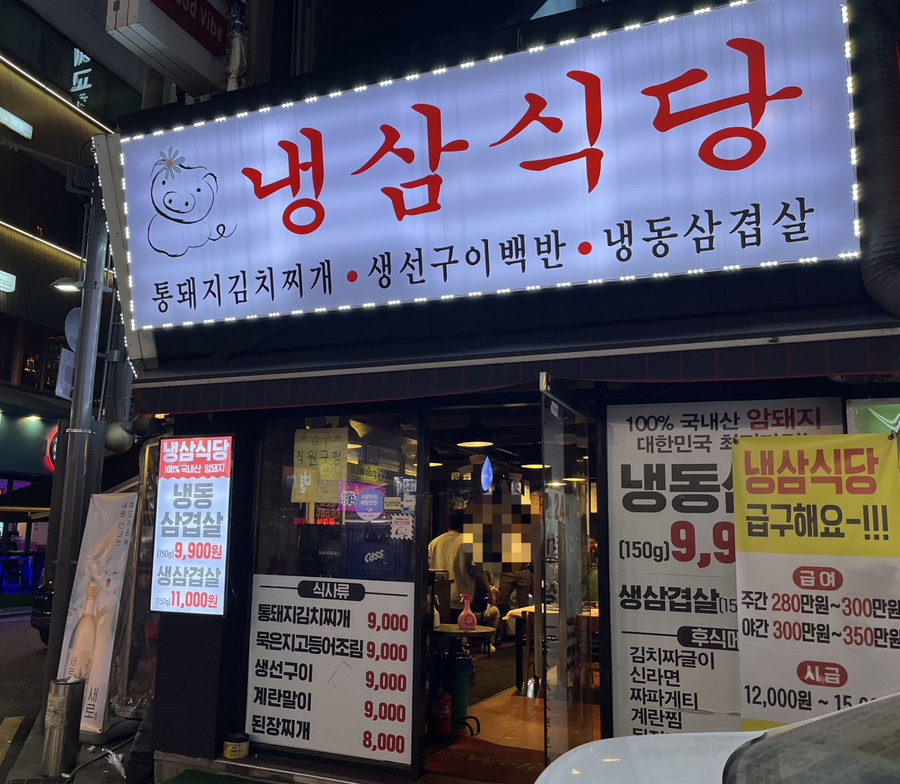 ood vibe
냉삼식당
통돼지김치찌개 • 생선구이백반 • 냉동삼겹살
냉삼식당
100% 국내산 암돼지
냉동
삼겹살
(150g) 9,900원
생삼겹살
(150g) 11,000원
새로
직원구함
HANMAC
Cass
식사류
통돼지김치찌개 9,000
묵은지고등어조림 9,000
생선구이 9,000
계란말이 9,000
된장찌개 8,000
100% 국내산 암돼지
대한민국
냉동
(150g) 9,9
생삼겹살(15
후식
김치짜글이
신라면
짜파게티
계란찜
냉삼식당
급구해요~!!!
급여
주간 280만원~300만원
야간 300만원~350만원
시급
12,000원~15,0